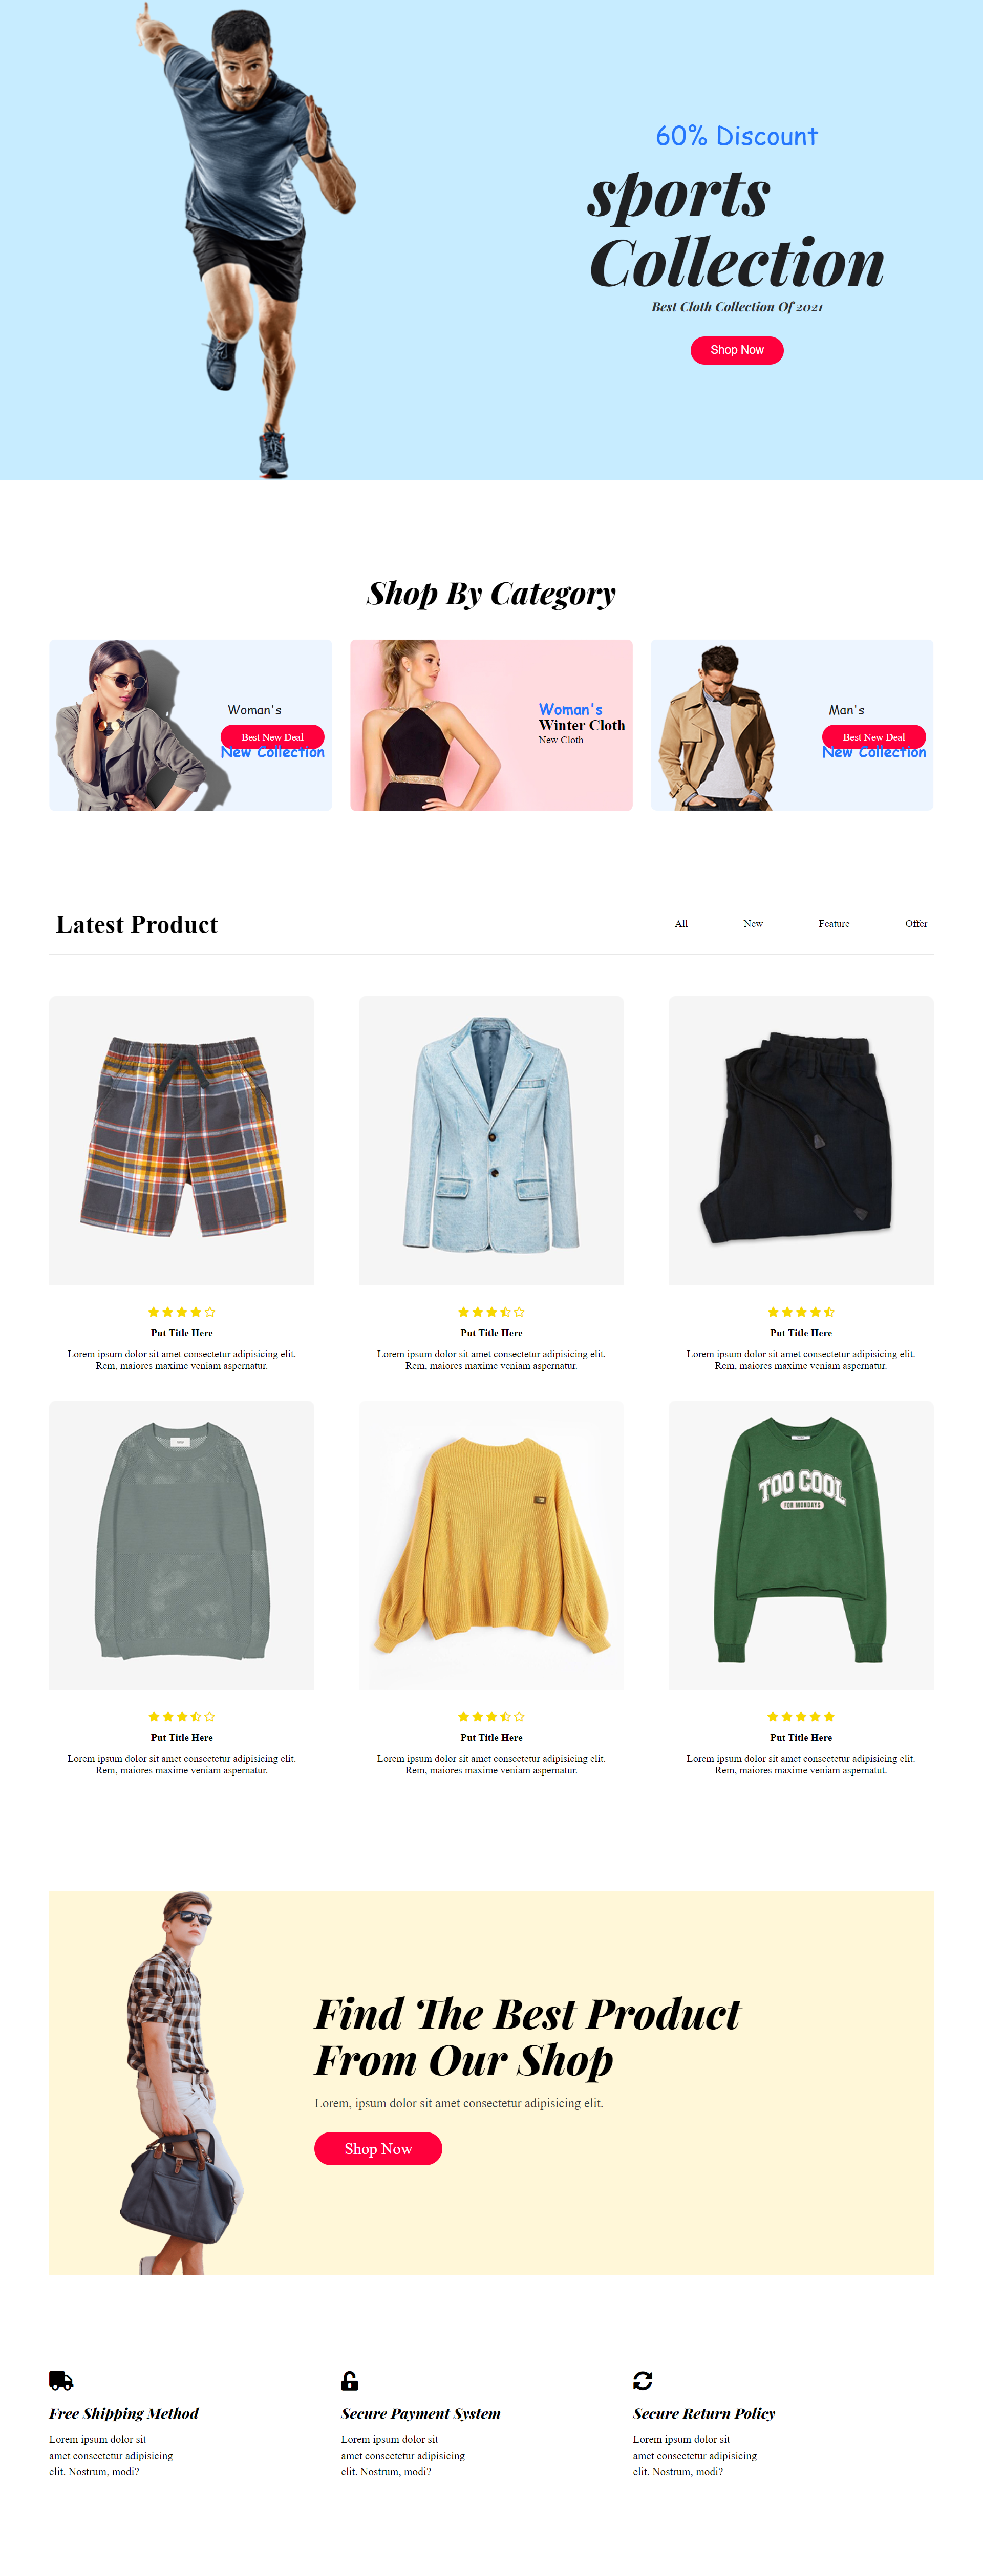 60% Discount
sports
Collection
Best Cloth Collection Of 2021
Shop Now
Shop By Category
Woman's
Best New Deal
New Collection
Woman's
Winter Cloth
New Cloth
Man's
Best New Deal
New Collection
Latest Product
All
New
Feature
Offer
TOO COOL
FOR MONDAYS
Put Title Here
Lorem ipsum dolor sit amet consectetur adipisicing elit.
Rem, maiores maxime veniam aspernatur.
Put Title Here
Lorem ipsum dolor sit amet consectetur adipisicing elit.
Rem, maiores maxime veniam aspernatur.
Put Title Here
Lorem ipsum dolor sit amet consectetur adipisicing elit.
Rem, maiores maxime veniam aspernatur.
Put Title Here
Lorem ipsum dolor sit amet consectetur adipisicing elit.
Rem, maiores maxime veniam aspernatur.
Put Title Here
Lorem ipsum dolor sit amet consectetur adipisicing elit.
Rem, maiores maxime veniam aspernatur.
Put Title Here
Lorem ipsum dolor sit amet consectetur adipisicing elit.
Rem, maiores maxime veniam aspernatut.
Find The Best Product
From Our Shop
Lorem, ipsum dolor sit amet consectetur adipisicing elit.
Shop Now
Free Shipping Method
Lorem ipsum dolor sit
amet consectetur adipisicing
elit. Nostrum, modi?
Secure Payment System
Lorem ipsum dolor sit
amet consectetur adipisicing
elit. Nostrum, modi?
Secure Return Policy
Lorem ipsum dolor sit
amet consectetur adipisicing
elit. Nostrum, modi?